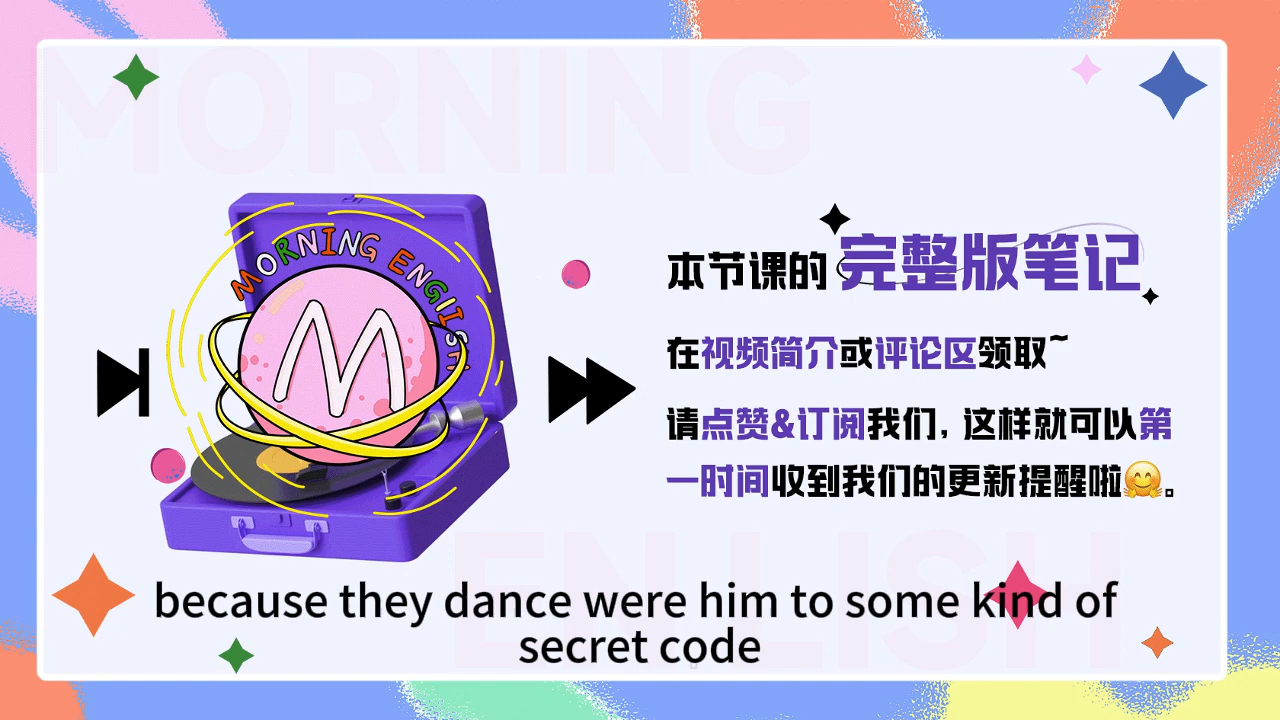 MORNING
MORNING ENGLISH
M
本节课的完整版笔记
在视频简介或评论区领取~
请点赞&订阅我们，这样就可以第
一时间收到我们的更新提醒啦🤗。
ENGLISH
because they dance were him to some kind of
secret code